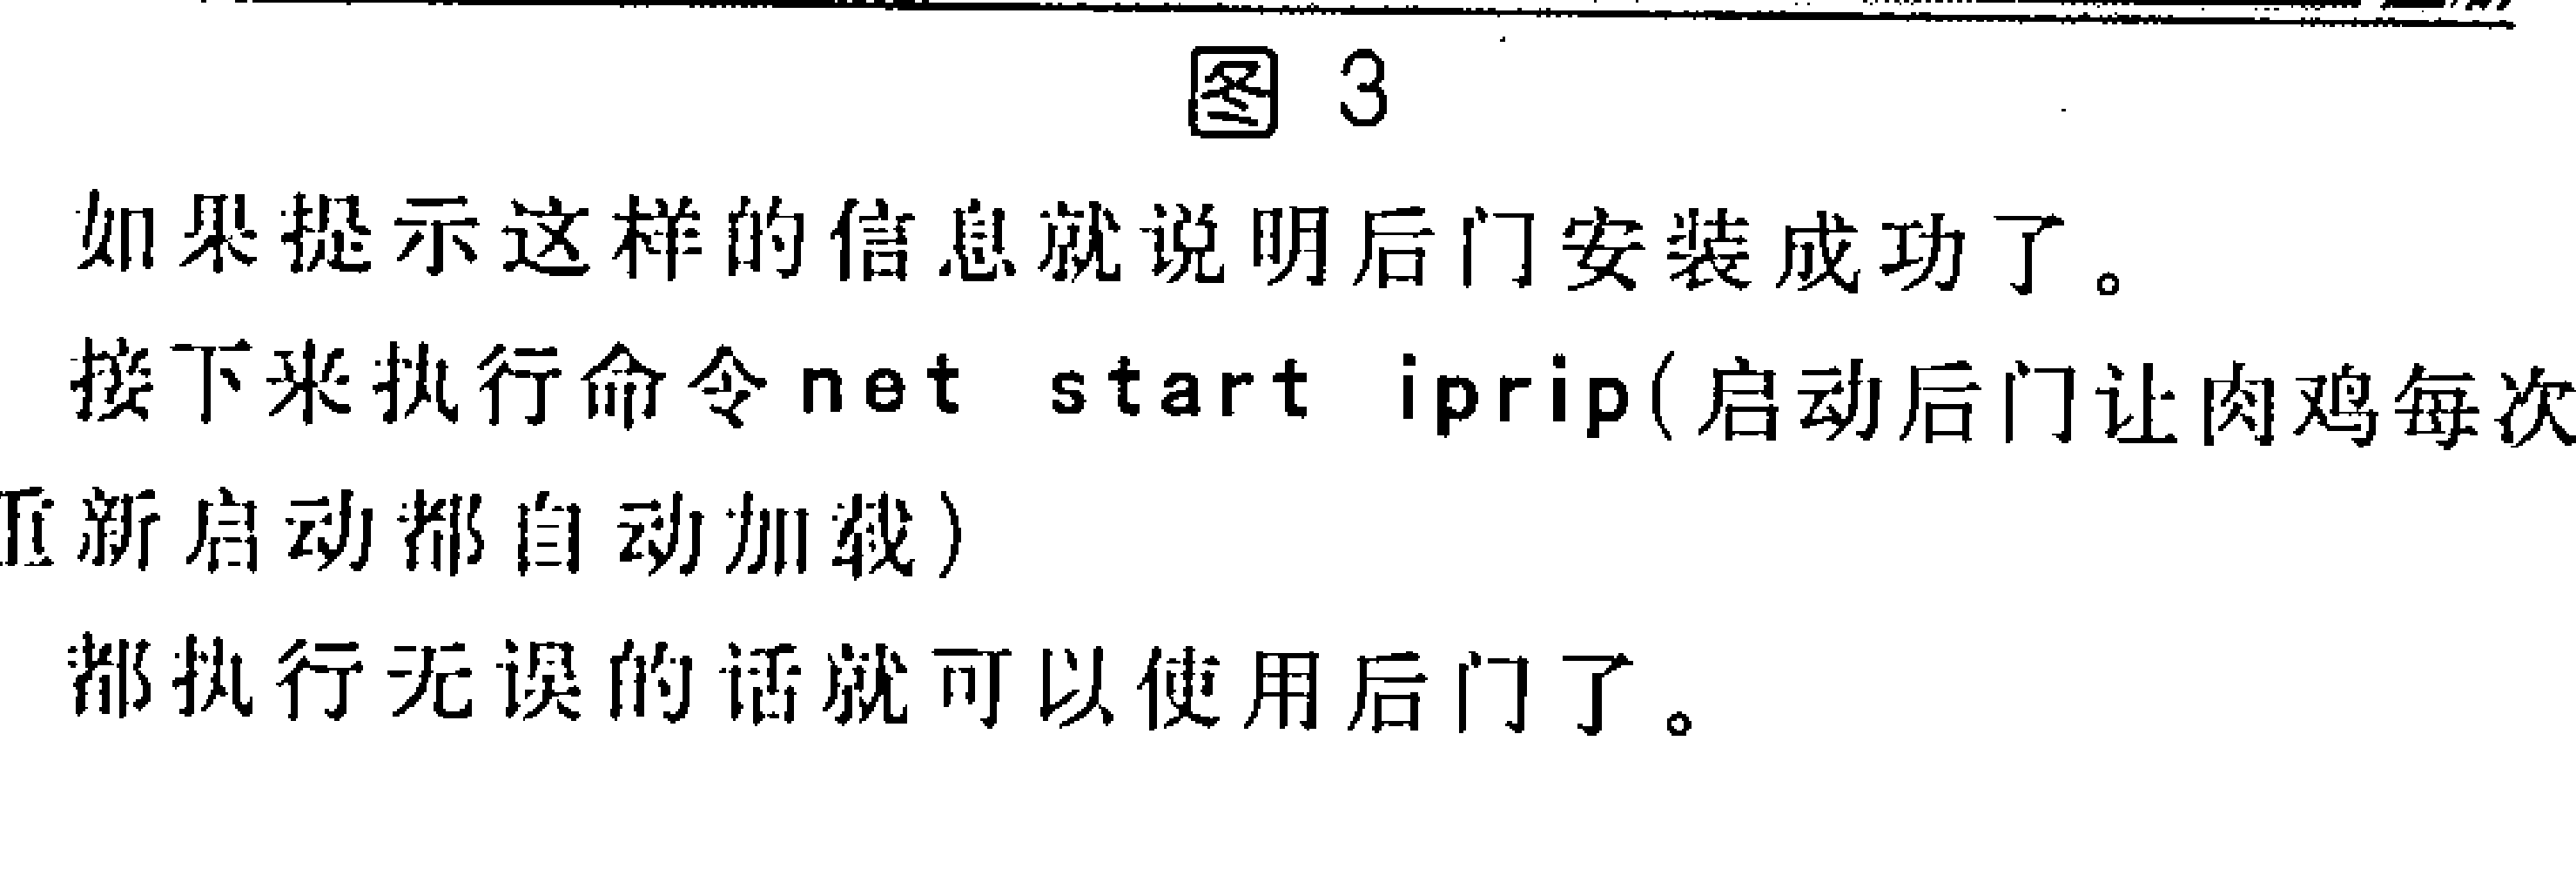 图 3
如果提示这样的信息就说明后门安装成功了。
接下来执行命令net start iprip(启动后门让肉鸡每次
重新启动都自动加载)
都执行无误的话就可以使用后门了。